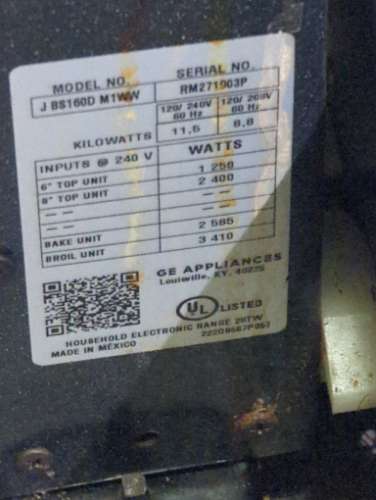 MODEL NO. SERIAL NO.
J BS160D M1WW RM271903P
120/ 240V 120/ 208V
60 Hz 60 Hz
KILOWATTS 11,5 8,8
INPUTS @ 240 V WATTS
6" TOP UNIT 1 250
8" TOP UNIT 2 400
— — — —
— — — —
BAKE UNIT 2 585
BROIL UNIT 3 410
GE APPLIANCES
Louisville, KY. 40225
UL LISTED
HOUSEHOLD ELECTRONIC RANGE
MADE IN MÉXICO